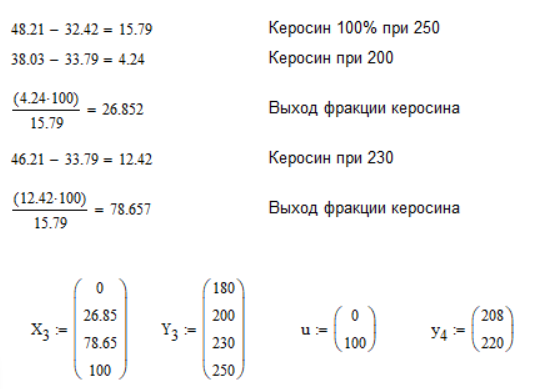 48.21 − 32.42 = 15.79 Керосин 100% при 250
38.03 − 33.79 = 4.24 Керосин при 200
(4.24·100)/15.79 = 26.852 Выход фракции керосина
46.21 − 33.79 = 12.42 Керосин при 230
(12.42·100)/15.79 = 78.657 Выход фракции керосина
X3 := (0 26.85 78.65 100) Y3 := (180 200 230 250) u := (0 100) y4 := (208 220)